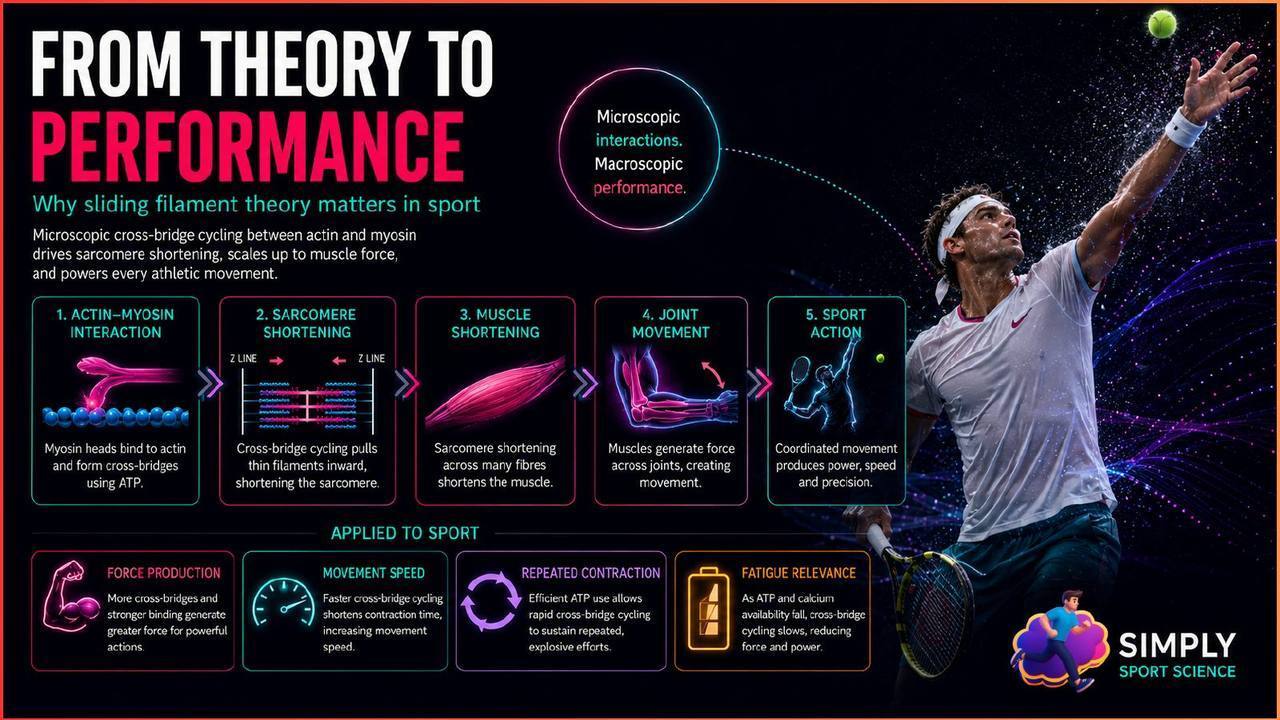 FROM THEORY TO
PERFORMANCE
Why sliding filament theory matters in sport
Microscopic cross-bridge cycling between actin and myosin
drives sarcomere shortening, scales up to muscle force,
and powers every athletic movement.
Microscopic
interactions.
Macroscopic
performance.
1. ACTIN–MYOSIN
INTERACTION
Myosin heads bind to actin
and form cross-bridges
using ATP.
2. SARCOMERE
SHORTENING
Z LINE
Z LINE
Cross-bridge cycling pulls
thin filaments inward,
shortening the sarcomere.
3. MUSCLE
SHORTENING
Sarcomere shortening
across many fibres
shortens the muscle.
4. JOINT
MOVEMENT
Muscles generate force
across joints, creating
movement.
5. SPORT
ACTION
Coordinated movement
produces power, speed
and precision.
APPLIED TO SPORT
FORCE PRODUCTION
More cross-bridges and
stronger binding generate
greater force for powerful
actions.
MOVEMENT SPEED
Faster cross-bridge cycling
shortens contraction time,
increasing movement
speed.
REPEATED CONTRACTION
Efficient ATP use allows
rapid cross-bridge cycling
to sustain repeated,
explosive efforts.
FATIGUE RELEVANCE
As ATP and calcium
availability fall, cross-bridge
cycling slows, reducing
force and power.
SIMPLY
SPORT SCIENCE